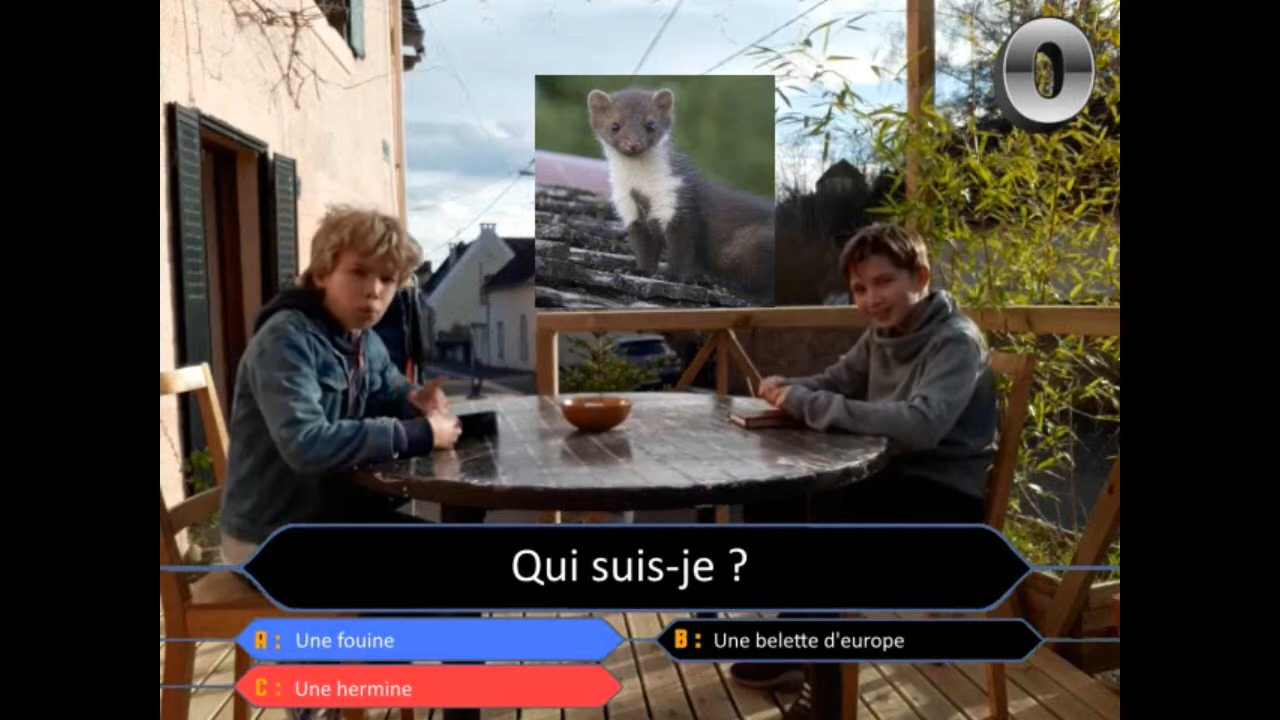 0
Qui suis-je ?
A : Une fouine
B : Une belette d'europe
C : Une hermine